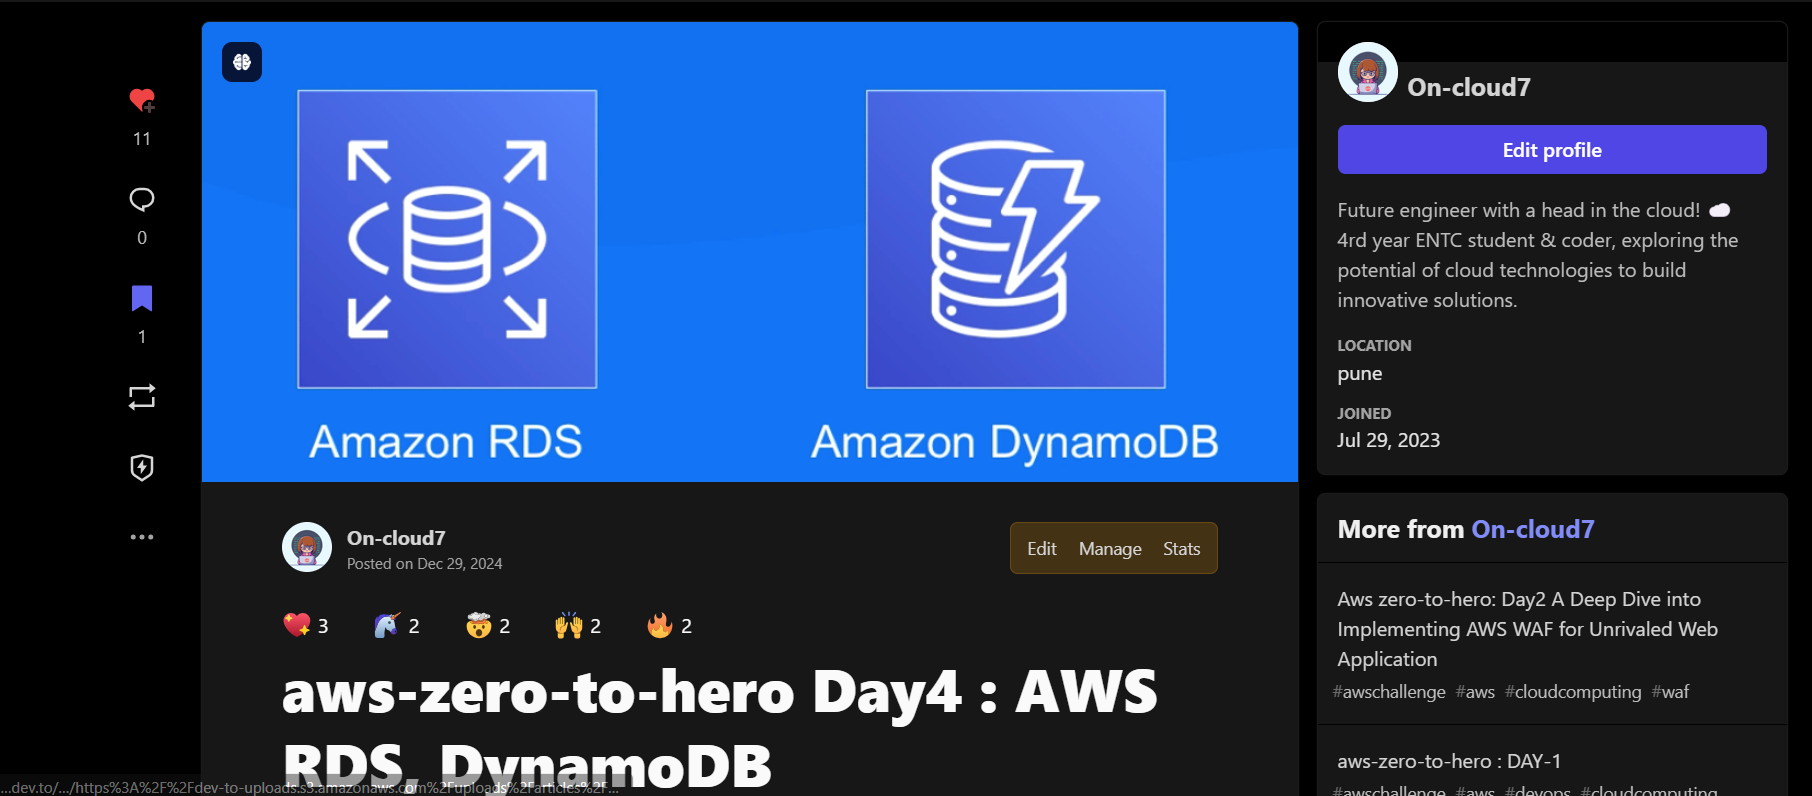 11
0
1
Amazon RDS
Amazon DynamoDB
On-cloud7
Posted on Dec 29, 2024
Edit Manage Stats
3 2 2 2 2
aws-zero-to-hero Day4 : AWS
RDS, DynamoDB
...dev.to/.../https%3A%2F%2Fdev-to-uploads.s3.amazonaws.com%2Fuploads%2Farticles%2F...
On-cloud7
Edit profile
Future engineer with a head in the cloud!
4rd year ENTC student & coder, exploring the
potential of cloud technologies to build
innovative solutions.
LOCATION
pune
JOINED
Jul 29, 2023
More from On-cloud7
Aws zero-to-hero: Day2 A Deep Dive into
Implementing AWS WAF for Unrivaled Web
Application
#awschallenge #aws #cloudcomputing #waf
aws-zero-to-hero : DAY-1
#awschallenge #aws #devops #cloudcomputing